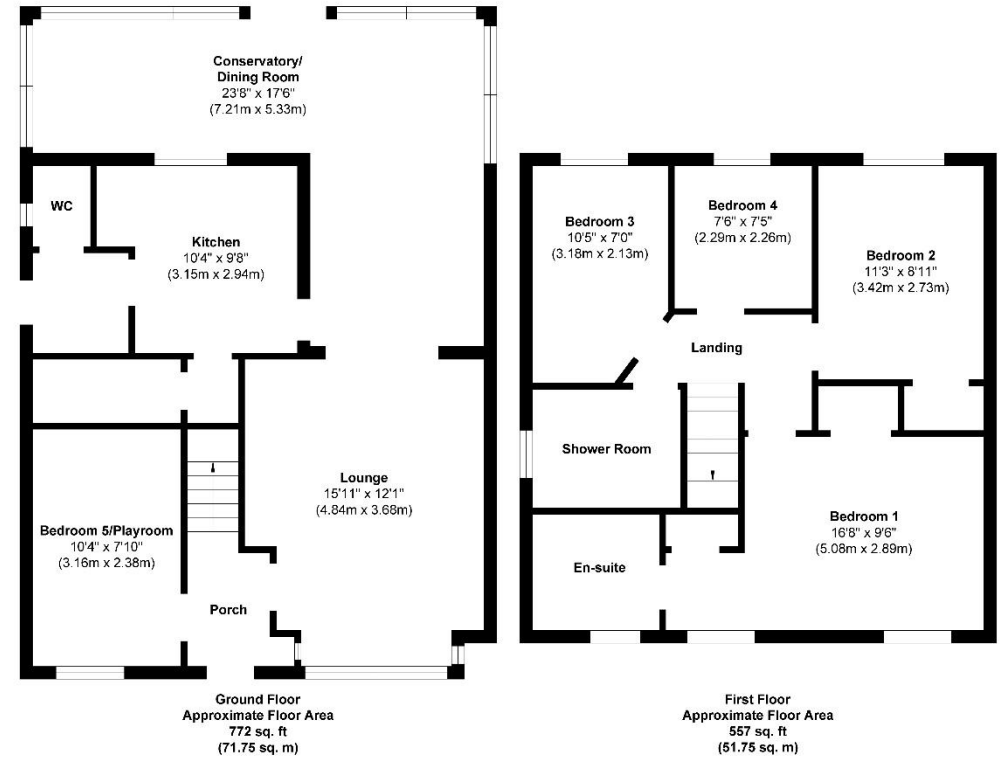 Conservatory/
Dining Room
23'8" x 17'6"
(7.21m x 5.33m)
WC
Kitchen
10'4" x 9'8"
(3.15m x 2.94m)
Lounge
15'11" x 12'1"
(4.84m x 3.68m)
Bedroom 5/Playroom
10'4" x 7'10"
(3.16m x 2.38m)
Porch
Ground Floor
Approximate Floor Area
772 sq. ft
(71.75 sq. m)
Bedroom 3
10'5" x 7'0"
(3.18m x 2.13m)
Bedroom 4
7'6" x 7'5"
(2.29m x 2.26m)
Bedroom 2
11'3" x 8'11"
(3.42m x 2.73m)
Landing
Shower Room
Bedroom 1
16'8" x 9'6"
(5.08m x 2.89m)
En-suite
First Floor
Approximate Floor Area
557 sq. ft
(51.75 sq. m)